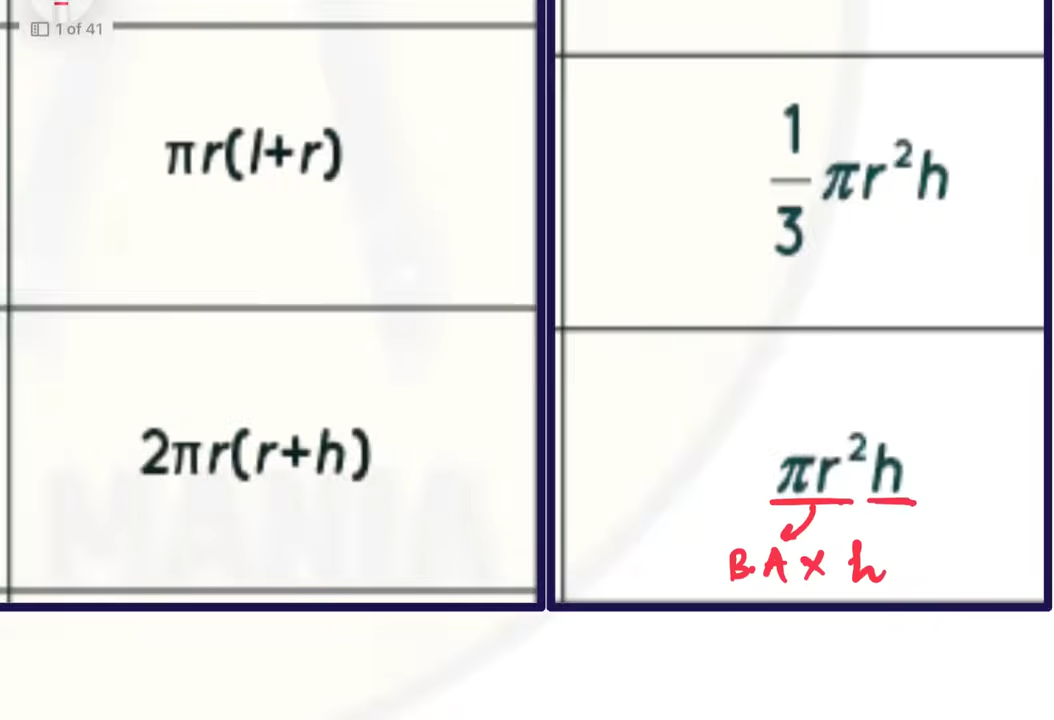 1 of 41
πr(l+r)
1/3 πr²h
2πr(r+h)
πr²h
B.A × h